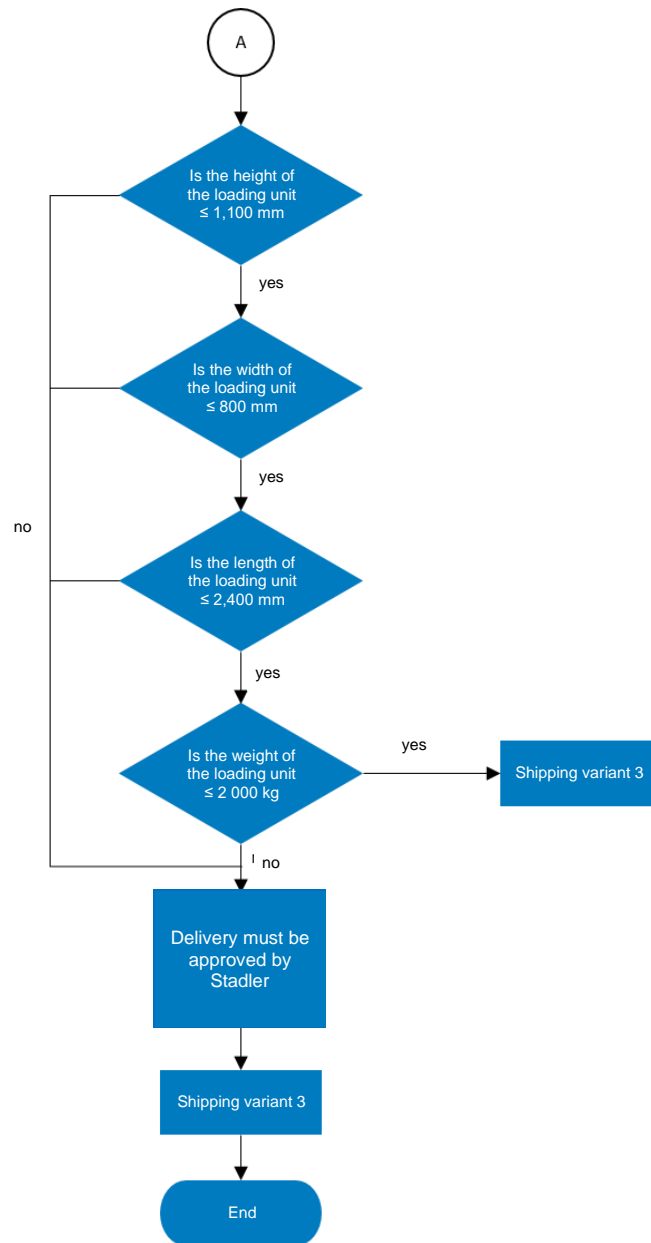 A
Is the height of
the loading unit
≤ 1,100 mm
yes
Is the width of
the loading unit
≤ 800 mm
yes
no
Is the length of
the loading unit
≤ 2,400 mm
yes
Is the weight of
the loading unit
≤ 2 000 kg
yes
Shipping variant 3
no
Delivery must be
approved by
Stadler
Shipping variant 3
End